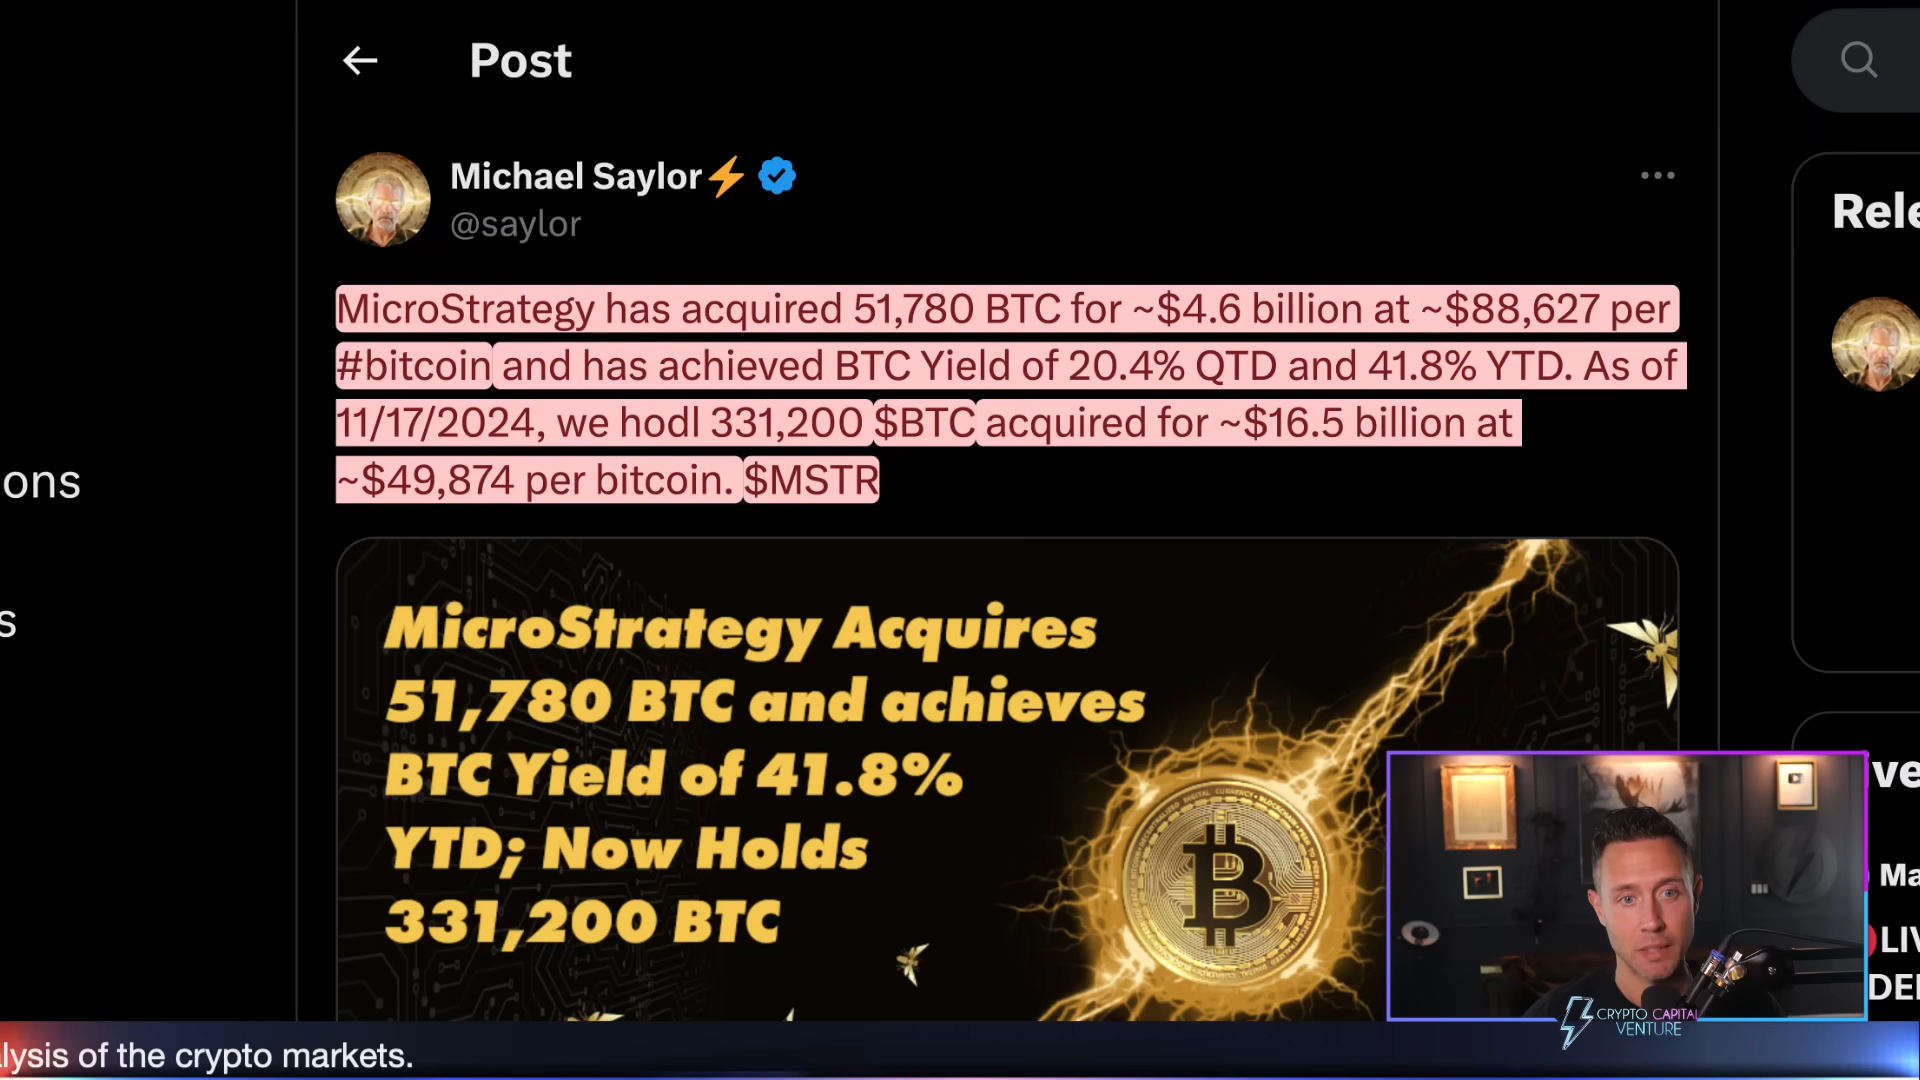 Post
Michael Saylor⚡
@saylor
MicroStrategy has acquired 51,780 BTC for ~$4.6 billion at ~$88,627 per
#bitcoin and has achieved BTC Yield of 20.4% QTD and 41.8% YTD. As of
11/17/2024, we hodl 331,200 $BTC acquired for ~$16.5 billion at
~$49,874 per bitcoin. $MSTR
MicroStrategy Acquires
51,780 BTC and achieves
BTC Yield of 41.8%
YTD; Now Holds
331,200 BTC
ons
s
Rele
ve
Ma
LIV
DEI
CRYPTO CAPITAL
VENTURE
lysis of the crypto markets.